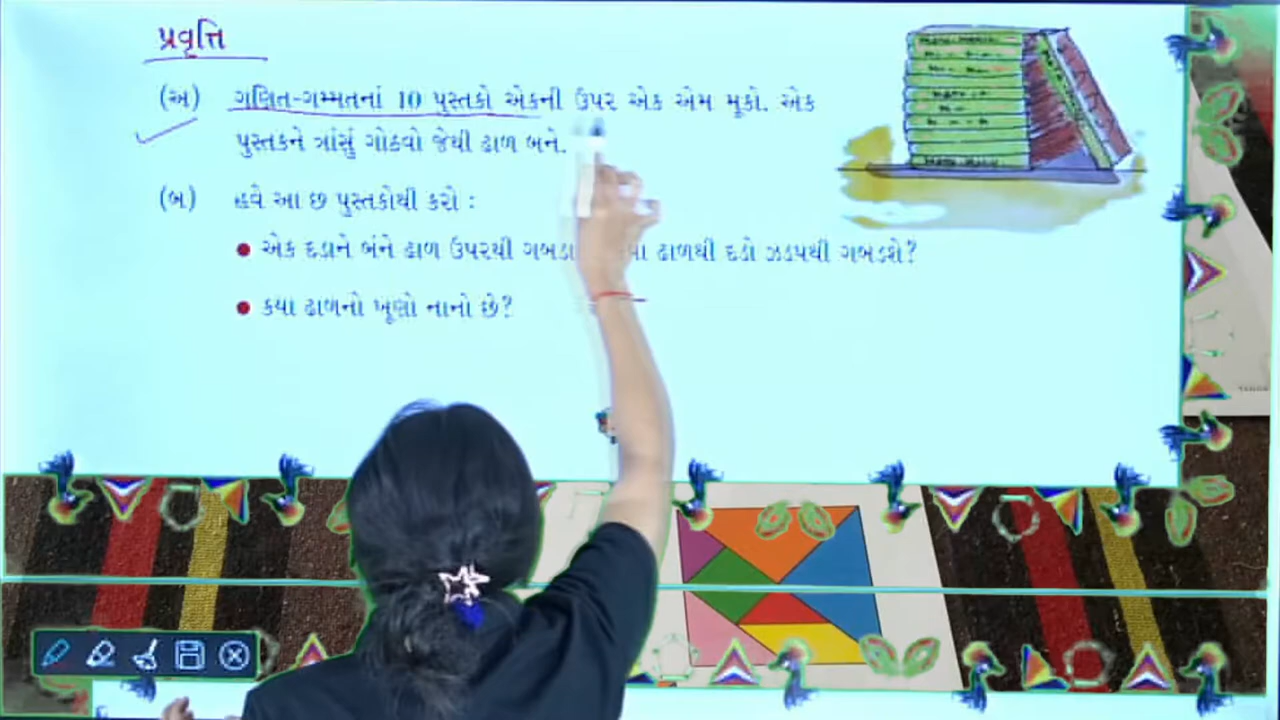 પ્રવૃત્તિ
(અ) ગણિત-ગમ્મતનાં 10 પુસ્તકો એકની ઉપર એક એમ મૂકો. એક
પુસ્તકને ત્રાંસું ગોઠવો જેથી ઢાળ બને.
(બ) હવે આ છ પુસ્તકોથી કરો :
● એક દડાને બંને ઢાળ ઉપરથી ઢાળથી દડો ઝડપથી ગબડશે?
● કયા ઢાળનો ખૂણો નાનો છે?